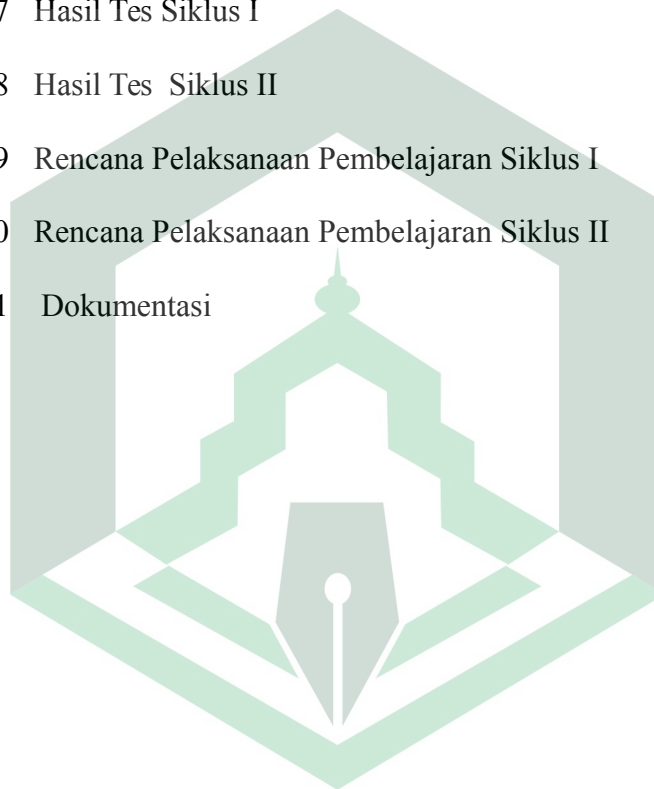 7 Hasil Tes Siklus I
8 Hasil Tes Siklus II
9 Rencana Pelaksanaan Pembelajaran Siklus I
0 Rencana Pelaksanaan Pembelajaran Siklus II
1 Dokumentasi